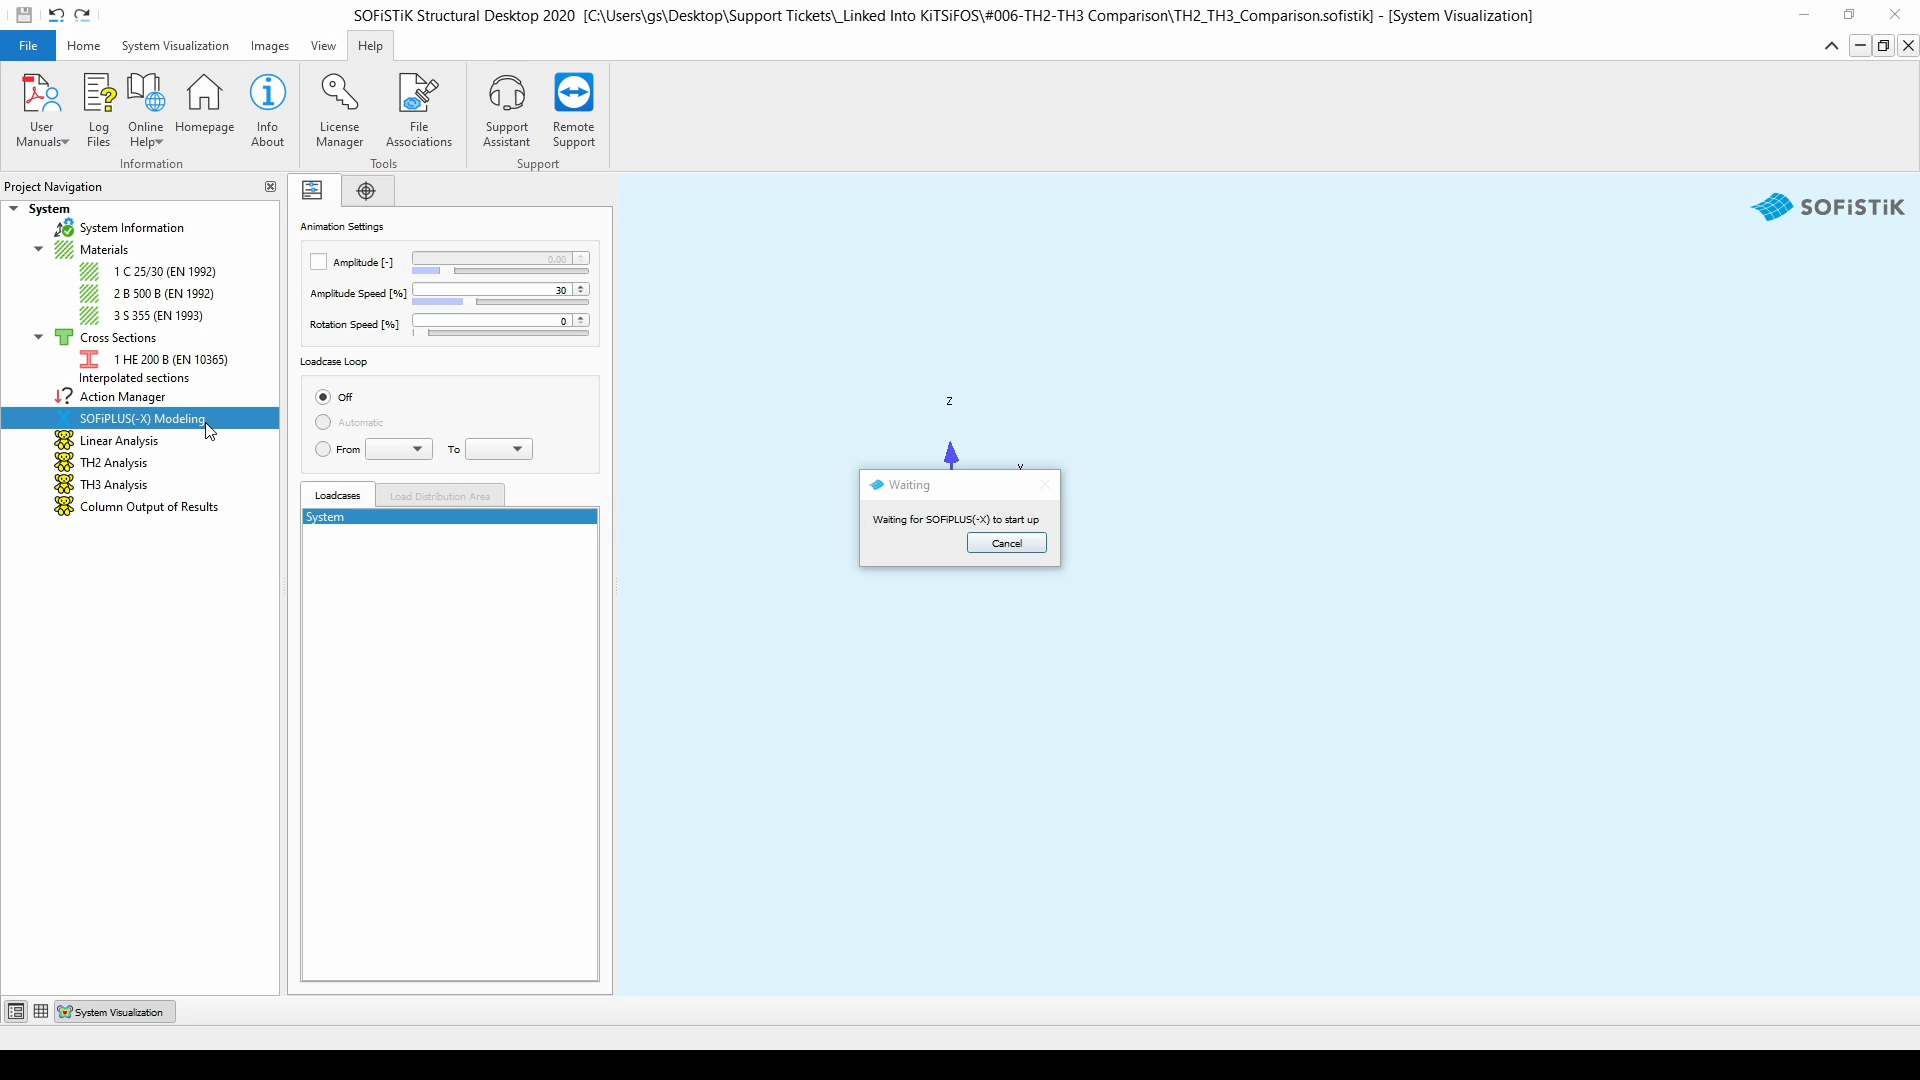 SOFiSTiK Structural Desktop 2020 [C:\Users\gs\Desktop\Support Tickets\_Linked Into KiTSiFOS\#006-TH2-TH3 Comparison\TH2_TH3_Comparison.sofistik] - [System Visualization]
File Home System Visualization Images View Help
User Manuals
Log Files
Online Help
Homepage
Info About
License Manager
File Associations
Support Assistant
Remote Support
Information Tools Support
Project Navigation
System
System Information
Materials
1 C 25/30 (EN 1992)
2 B 500 B (EN 1992)
3 S 355 (EN 1993)
Cross Sections
1 HE 200 B (EN 10365)
Interpolated sections
Action Manager
SOFiPLUS(-X) Modeling
Linear Analysis
TH2 Analysis
TH3 Analysis
Column Output of Results
Animation Settings
Amplitude [-] 0.00
Amplitude Speed [%] 30
Rotation Speed [%] 0
Loadcase Loop
Off
Automatic
From To
Loadcases Load Distribution Area
System
SOFiSTiK
Z
Y
Waiting
Waiting for SOFiPLUS(-X) to start up
Cancel
System Visualization